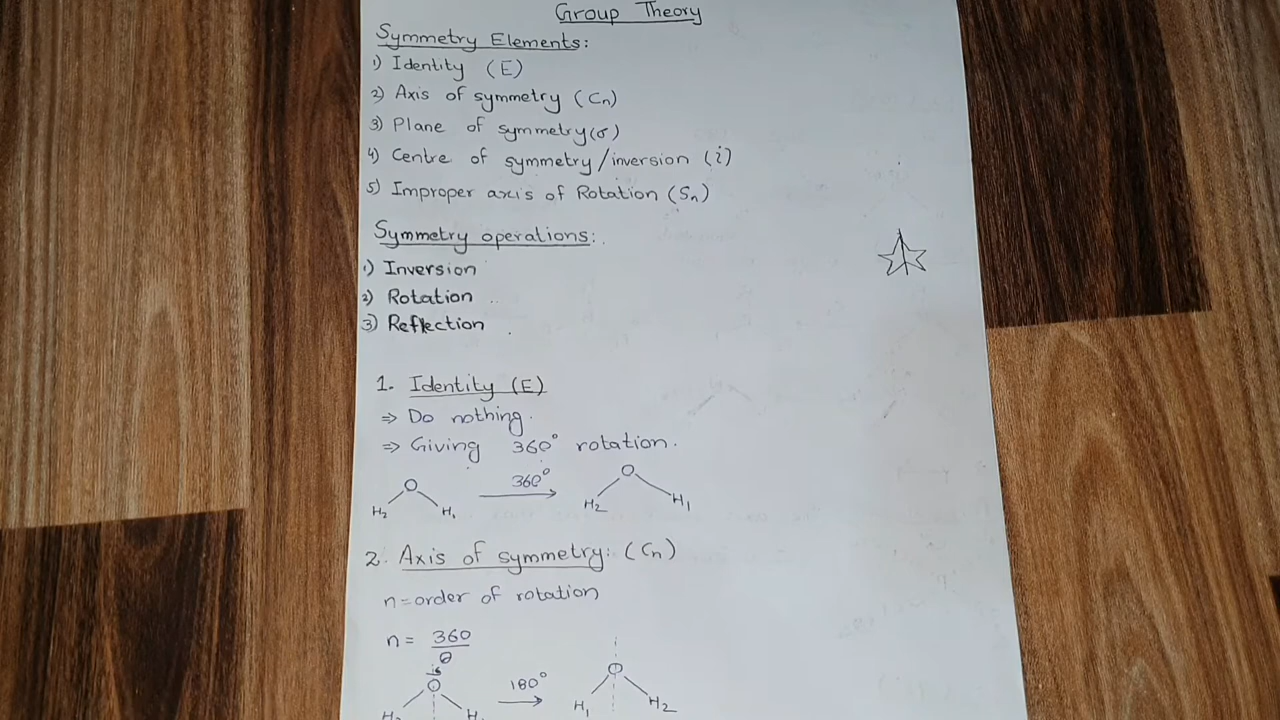 Group Theory
Symmetry Elements:
1) Identity (E)
2) Axis of symmetry (Cn)
3) Plane of symmetry (σ)
4) Centre of symmetry/inversion (i)
5) Improper axis of Rotation (Sn)
Symmetry operations:
1) Inversion
2) Rotation
3) Reflection
1. Identity (E)
⇒ Do nothing.
⇒ Giving 360° rotation.
O 360° O
H2 H1 H2 H1
2. Axis of symmetry: (Cn)
n=order of rotation
n = 360/θ
O 180° O
H2 H1 H1 H2